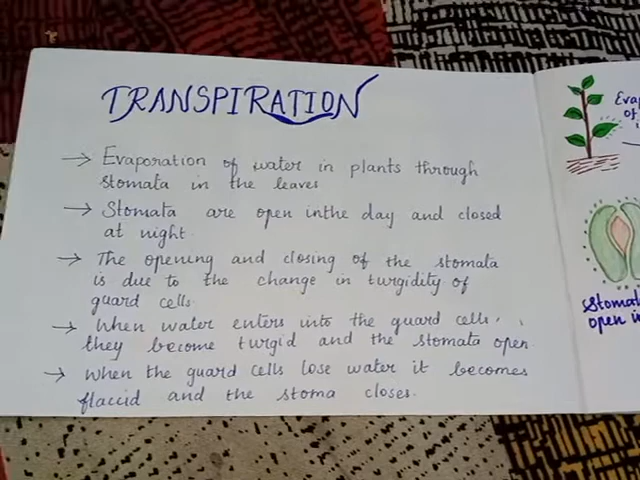 TRANSPIRATION
→ Evaporation of water in plants through
stomata in the leaves
→ Stomata are open inthe day and closed
at night.
→ The opening and closing of the stomata
is due to the change in turgidity of
guard cells.
→ When water enters into the guard cells,
they become turgid and the stomata open.
→ When the guard cells lose water it becomes
flaccid and the stoma closes.
of
Stomata
open in